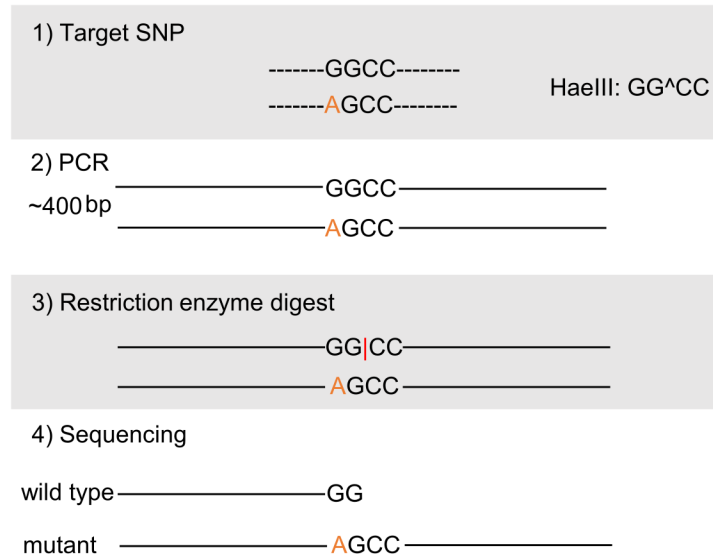 1) Target SNP
-------GGCC--------
HaeIII: GG^CC
-------AGCC--------
2) PCR
GGCC
~400 bp
AGCC
3) Restriction enzyme digest
GG|CC
AGCC
4) Sequencing
wild type GG
mutant AGCC